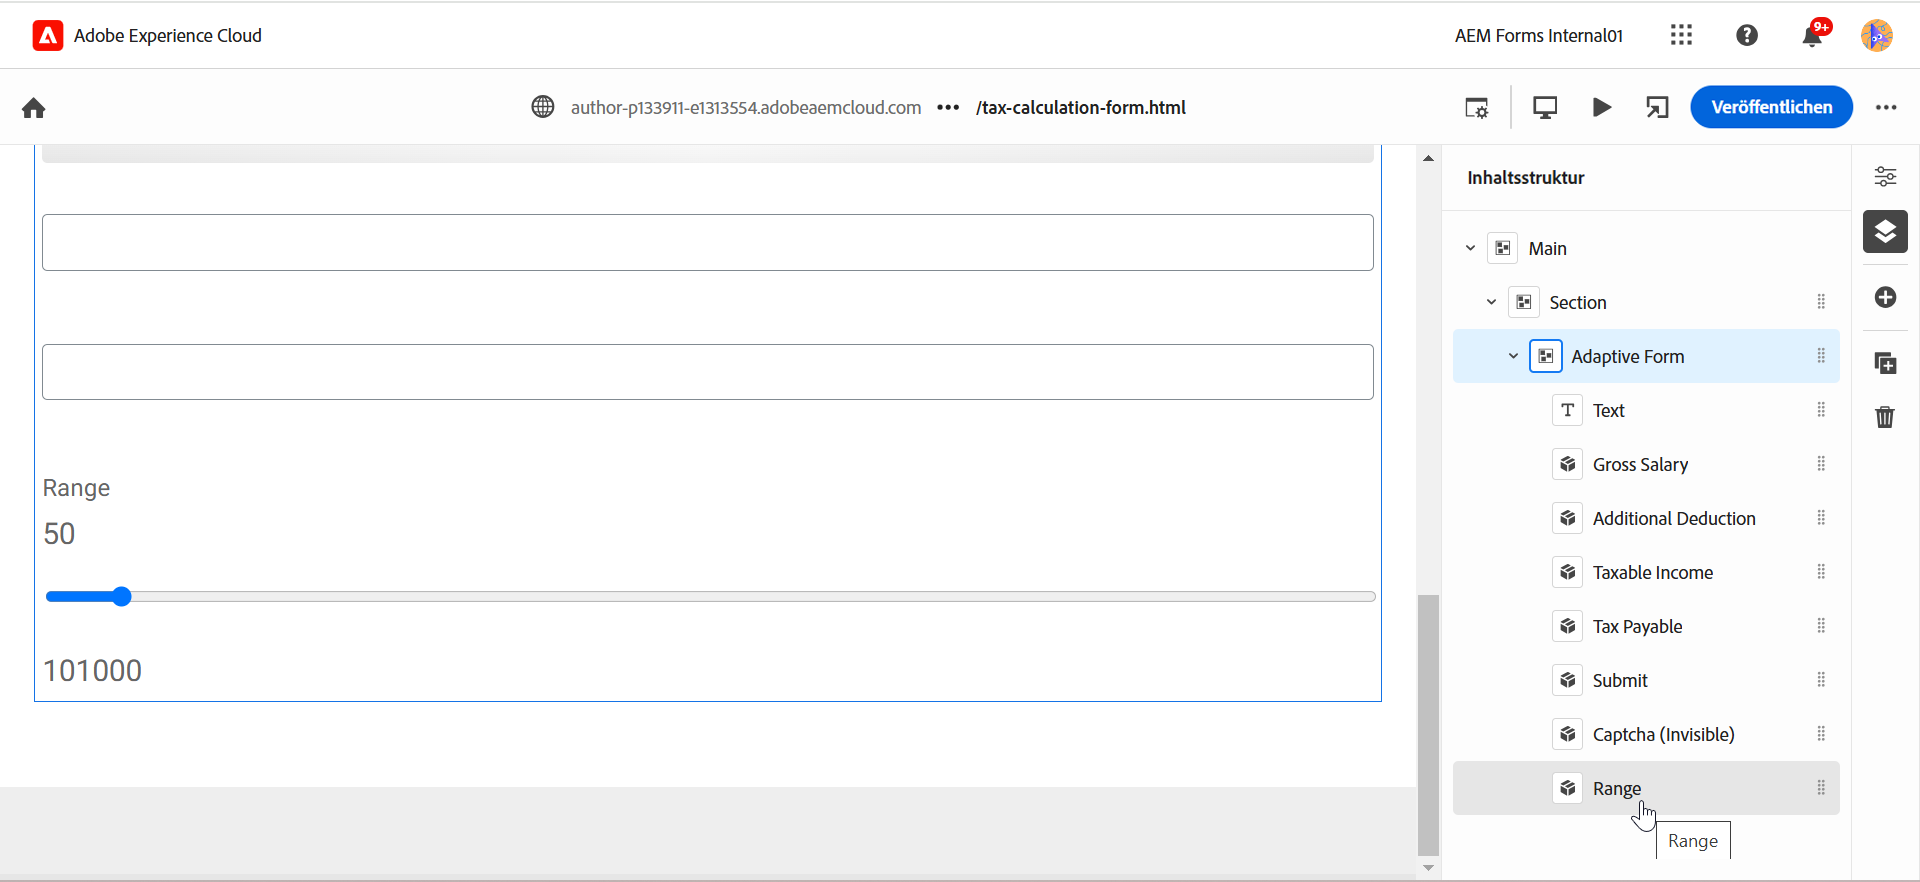 Adobe Experience Cloud
AEM Forms Internal01
9+
author-p133911-e1313554.adobeaemcloud.com ••• /tax-calculation-form.html
Veröffentlichen
Range
50
101000
Inhaltsstruktur
Main
Section
Adaptive Form
Text
Gross Salary
Additional Deduction
Taxable Income
Tax Payable
Submit
Captcha (Invisible)
Range
Range